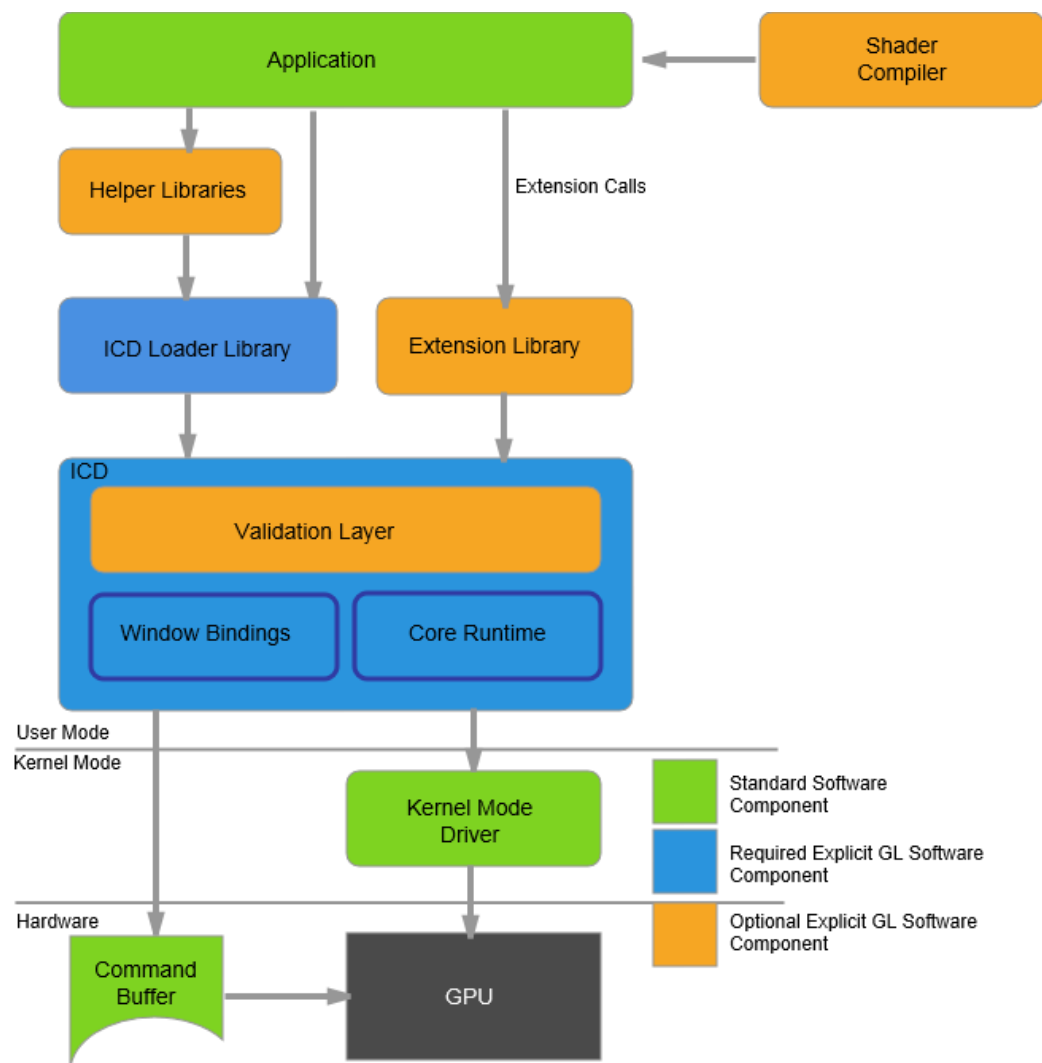 Application
Shader
Compiler
Helper Libraries
Extension Calls
ICD Loader Library
Extension Library
ICD
Validation Layer
Window Bindings
Core Runtime
User Mode
Kernel Mode
Kernel Mode
Driver
Standard Software
Component
Required Explicit GL Software
Component
Hardware
Optional Explicit GL Software
Component
Command
Buffer
GPU